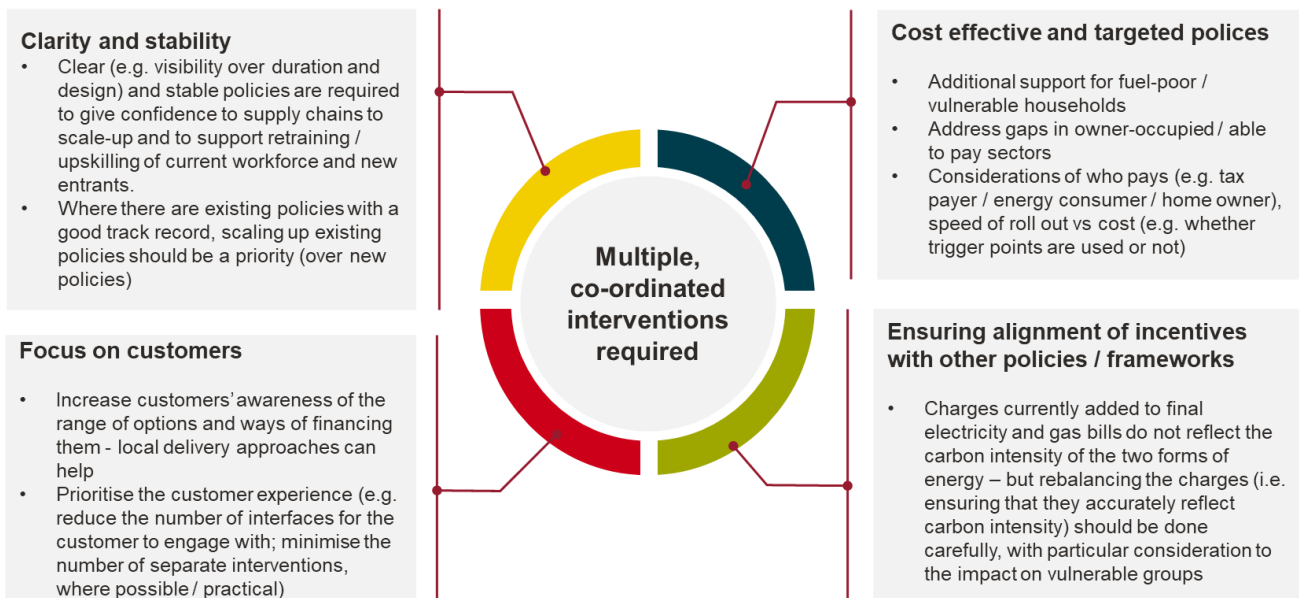 Clarity and stability
• Clear (e.g. visibility over duration and
design) and stable policies are required
to give confidence to supply chains to
scale-up and to support retraining /
upskilling of current workforce and new
entrants.
• Where there are existing policies with a
good track record, scaling up existing
policies should be a priority (over new
policies)
Cost effective and targeted polices
• Additional support for fuel-poor /
vulnerable households
• Address gaps in owner-occupied / able
to pay sectors
• Considerations of who pays (e.g. tax
payer / energy consumer / home owner),
speed of roll out vs cost (e.g. whether
trigger points are used or not)
Multiple,
co-ordinated
interventions
required
Focus on customers
• Increase customers' awareness of the
range of options and ways of financing
them - local delivery approaches can
help
• Prioritise the customer experience (e.g.
reduce the number of interfaces for the
customer to engage with; minimise the
number of separate interventions,
where possible / practical)
Ensuring alignment of incentives
with other policies / frameworks
• Charges currently added to final
electricity and gas bills do not reflect the
carbon intensity of the two forms of
energy – but rebalancing the charges (i.e.
ensuring that they accurately reflect
carbon intensity) should be done
carefully, with particular consideration to
the impact on vulnerable groups